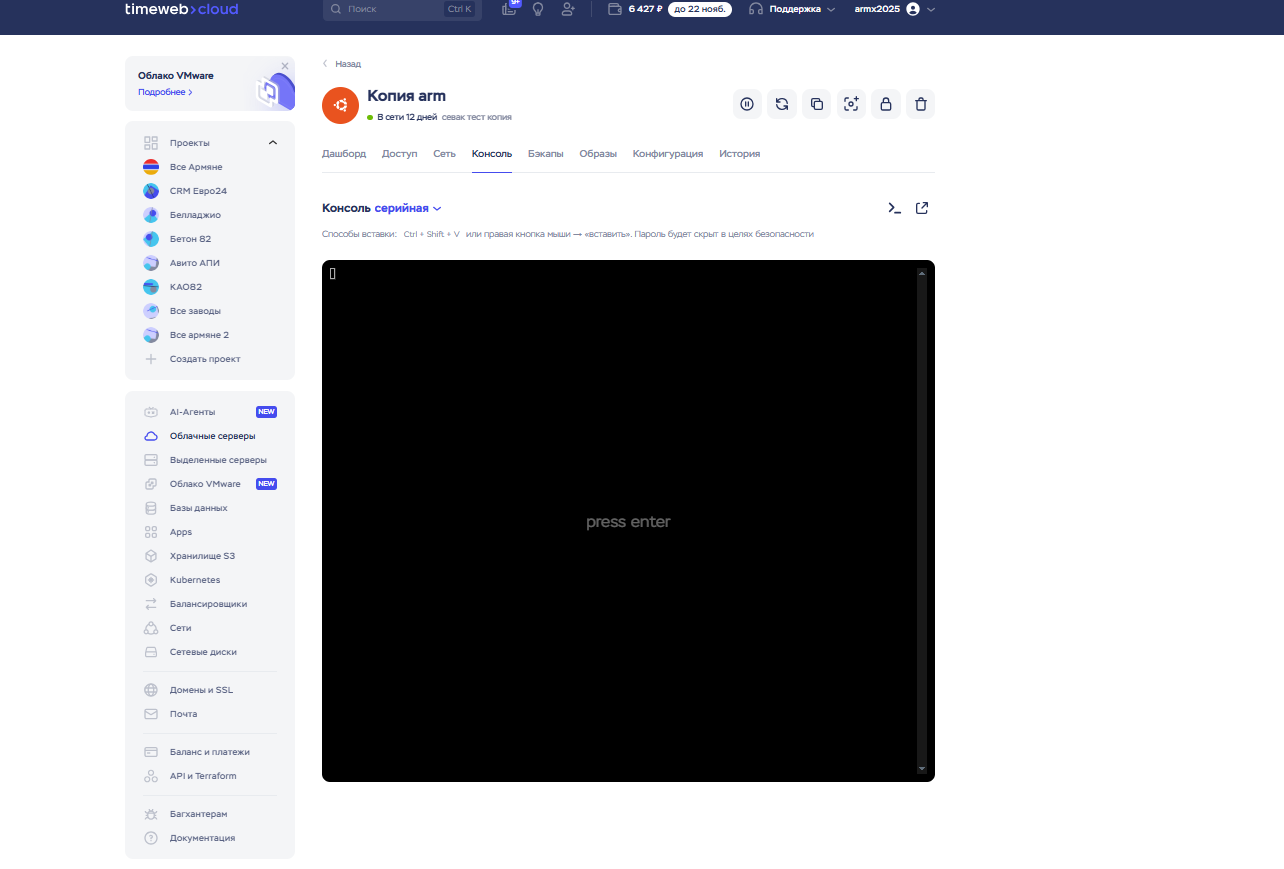 timeweb>cloud
Поиск
Ctrl K
9+
6 427 ₽
до 22 нояб.
Поддержка
armx2025
Облако VMware
Подробнее >
Проекты
Все Армяне
CRM Евро24
Белладжио
Бетон 82
Авито АПИ
КАО82
Все заводы
Все армяне 2
Создать проект
AI-Агенты NEW
Облачные серверы
Выделенные серверы
Облако VMware NEW
Базы данных
Apps
Хранилище S3
Kubernetes
Балансировщики
Сети
Сетевые диски
Домены и SSL
Почта
Баланс и платежи
API и Terraform
Багхантерам
Документация
Назад
Копия arm
В сети 12 дней севак тест копия
Дашборд Доступ Сеть Консоль Бэкапы Образы Конфигурация История
Консоль серийная
Способы вставки: Ctrl + Shift + V или правая кнопка мыши → «вставить». Пароль будет скрыт в целях безопасности
press enter